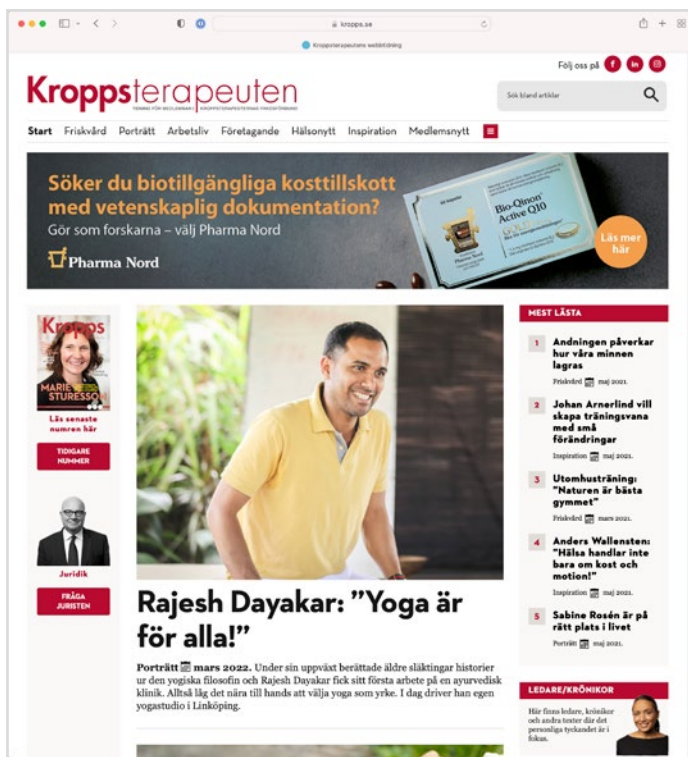 kropps.se
Kroppsterapeutens webbtidning
Följ oss på
Kroppsterapeuten
TIDNING FÖR MEDLEMMAR I KROPPSTERAPEUTERNAS YRKESFÖRBUND
Sök bland artiklar
Start Friskvård Porträtt Arbetsliv Företagande Hälsonytt Inspiration Medlemsnytt
Söker du biotillgängliga kosttillskott
med vetenskaplig dokumentation?
Gör som forskarna – välj Pharma Nord
Pharma Nord
Bio-Qinon
Active Q10
GOLD
Läs mer
här
Kropps
MARIE
STURESSON
Läs senaste
numren här
TIDIGARE
NUMMER
Juridik
FRÅGA
JURISTEN
Rajesh Dayakar: ”Yoga är
för alla!”
Porträtt mars 2022. Under sin uppväxt berättade äldre släktingar historier
ur den yogiska filosofin och Rajesh Dayakar fick sitt första arbete på en ayurvedisk
klinik. Alltså låg det nära till hands att välja yoga som yrke. I dag driver han egen
yogastudio i Linköping.
MEST LÄSTA
1 Andningen påverkar
hur våra minnen
lagras
Friskvård maj 2021.
2 Johan Arnerlind vill
skapa träningsvana
med små
förändringar
Inspiration maj 2021.
3 Utomhusträning:
”Naturen är bästa
gymmet”
Friskvård mars 2021.
4 Anders Wallensten:
”Hälsa handlar inte
bara om kost och
motion!”
Inspiration maj 2021.
5 Sabine Rosén är på
rätt plats i livet
Porträtt maj 2021.
LEDARE/KRÖNIKOR
Här finns ledare, krönikor
och andra texter där det
personliga tyckandet är i
fokus.